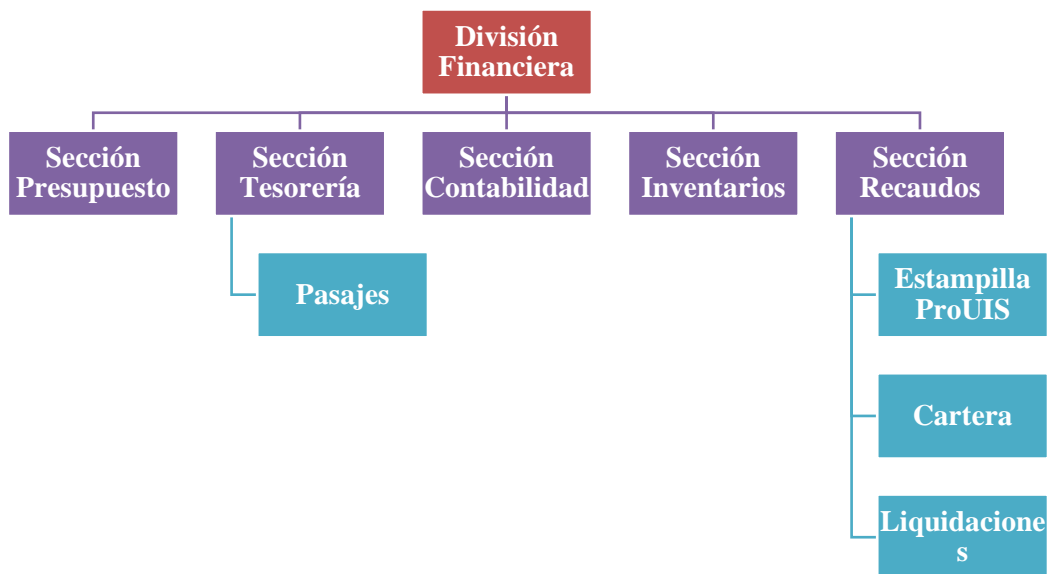 División
Financiera
Sección
Presupuesto
Sección
Tesorería
Sección
Contabilidad
Sección
Inventarios
Sección
Recaudos
Pasajes
Estampilla
ProUIS
Cartera
Liquidacione
s